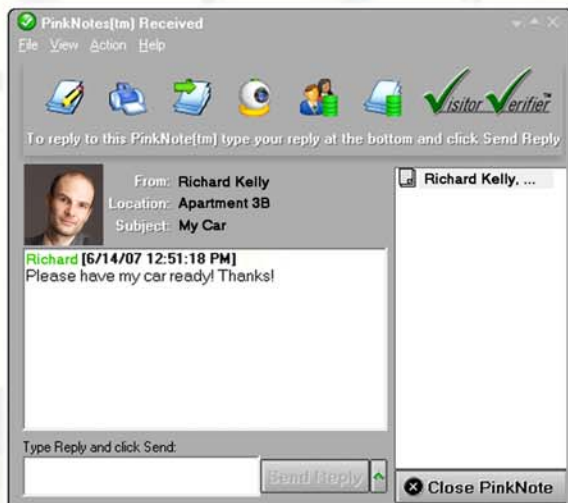 PinkNotes[tm] Received
File View Action Help
Visitor Verifier™
To reply to this PinkNote[tm] type your reply at the bottom and click Send Reply
From: Richard Kelly
Location: Apartment 3B
Subject: My Car
Richard Kelly, ...
Richard [6/14/07 12:51:18 PM]
Please have my car ready! Thanks!
Type Reply and click Send:
Send Reply
Close PinkNote